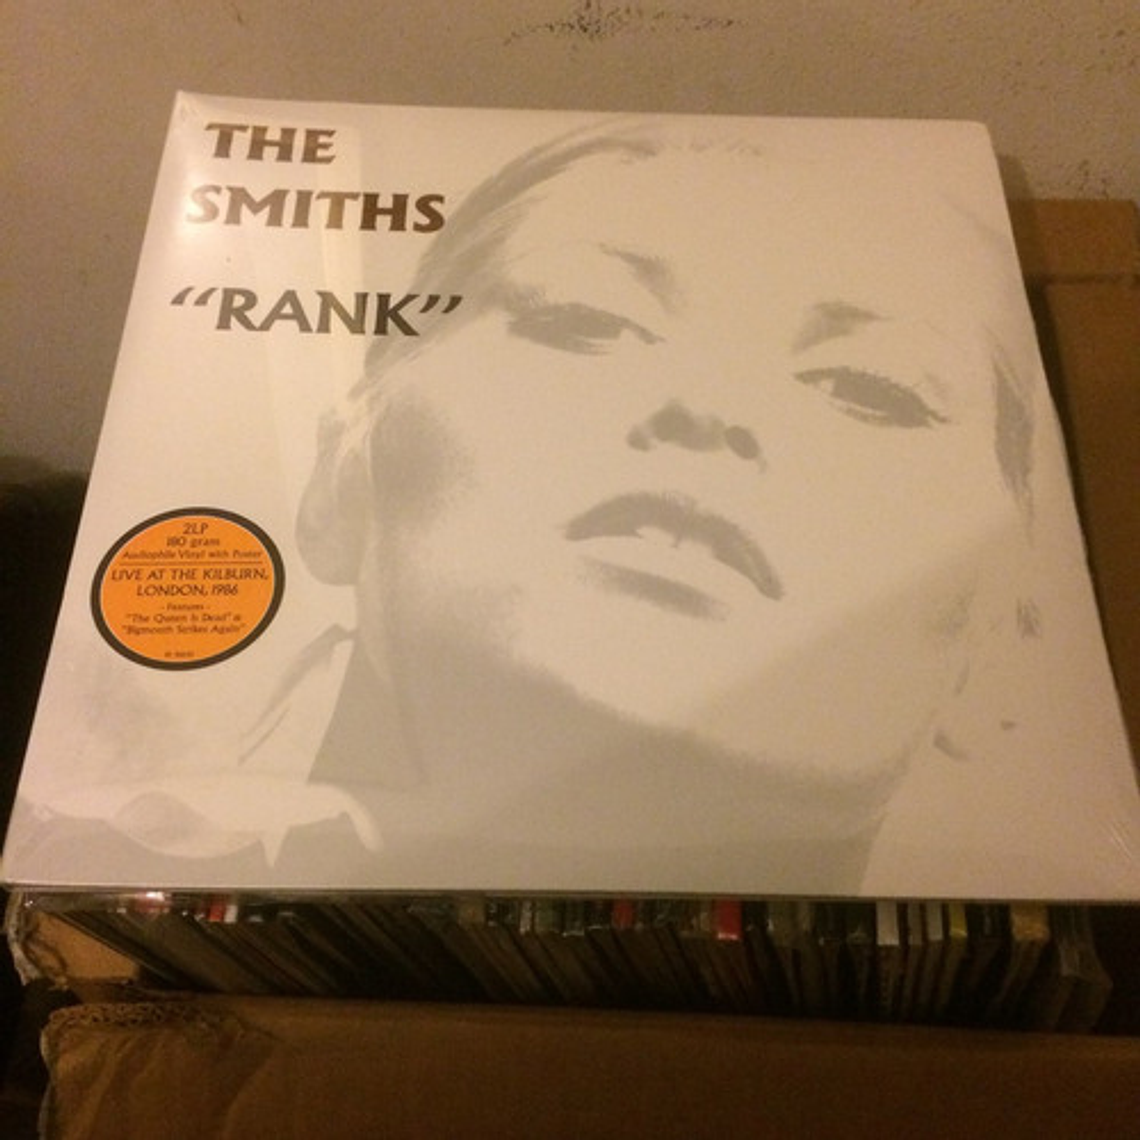 THE
SMITHS
“RANK”
2LP
180 gram
Audiophile Vinyl with Poster
LIVE AT THE KILBURN,
LONDON, 1986
- Features -
"The Queen Is Dead" &
"Bigmouth Strikes Again"